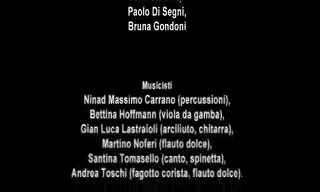 Paolo Di Segni,
Bruna Gondoni
Musicisti
Ninad Massimo Carrano (percussioni),
Bettina Hoffmann (viola da gamba),
Gian Luca Lastraioli (arciliuto, chitarra),
Martino Noferi (flauto dolce),
Santina Tomasello (canto, spinetta),
Andrea Toschi (fagotto corista, flauto dolce).